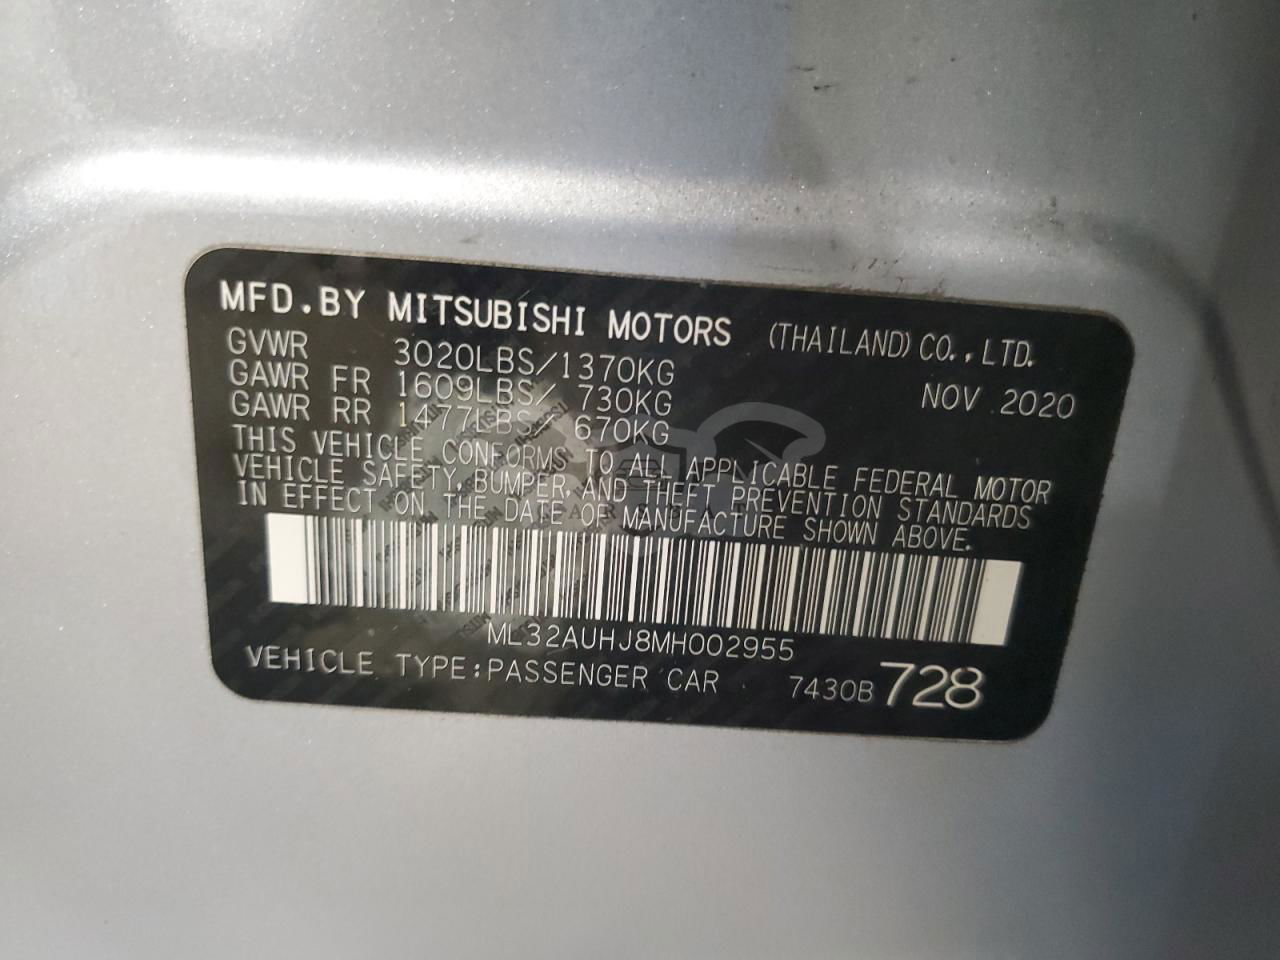 MFD.BY MITSUBISHI MOTORS (THAILAND) CO.,LTD.
GVWR 3020LBS/1370KG NOV 2020
GAWR FR 1609LBS/ 730KG
GAWR RR 1477LBS/ 670KG
THIS VEHICLE CONFORMS TO ALL APPLICABLE FEDERAL MOTOR
VEHICLE SAFETY, BUMPER, AND THEFT PREVENTION STANDARDS
IN EFFECT ON THE DATE OF MANUFACTURE SHOWN ABOVE.
ML32AUHJ8MH002955
VEHICLE TYPE:PASSENGER CAR 7430B 728